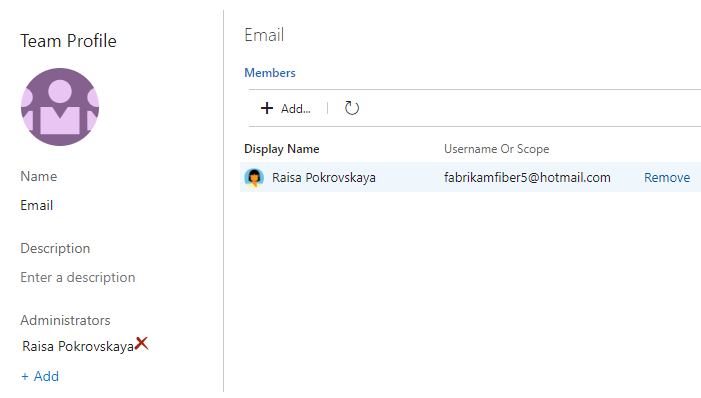 Team Profile
Name
Email
Description
Enter a description
Administrators
Raisa Pokrovskaya
+ Add
Email
Members
+ Add...
Display Name Username Or Scope
Raisa Pokrovskaya fabrikamfiber5@hotmail.com Remove